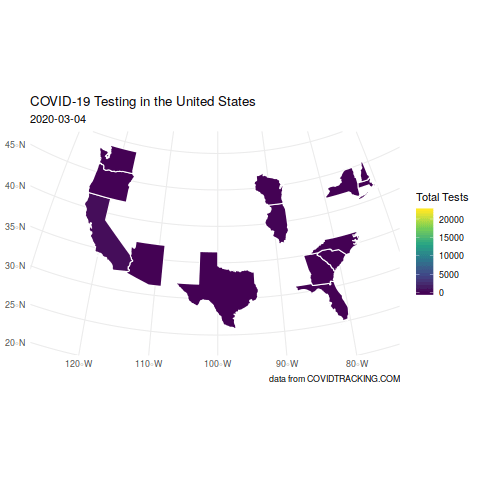 COVID-19 Testing in the United States
2020-03-04
45°N
40°N
35°N
30°N
25°N
20°N
120°W
110°W
100°W
90°W
80°W
Total Tests
20000
15000
10000
5000
0
data from COVIDTRACKING.COM